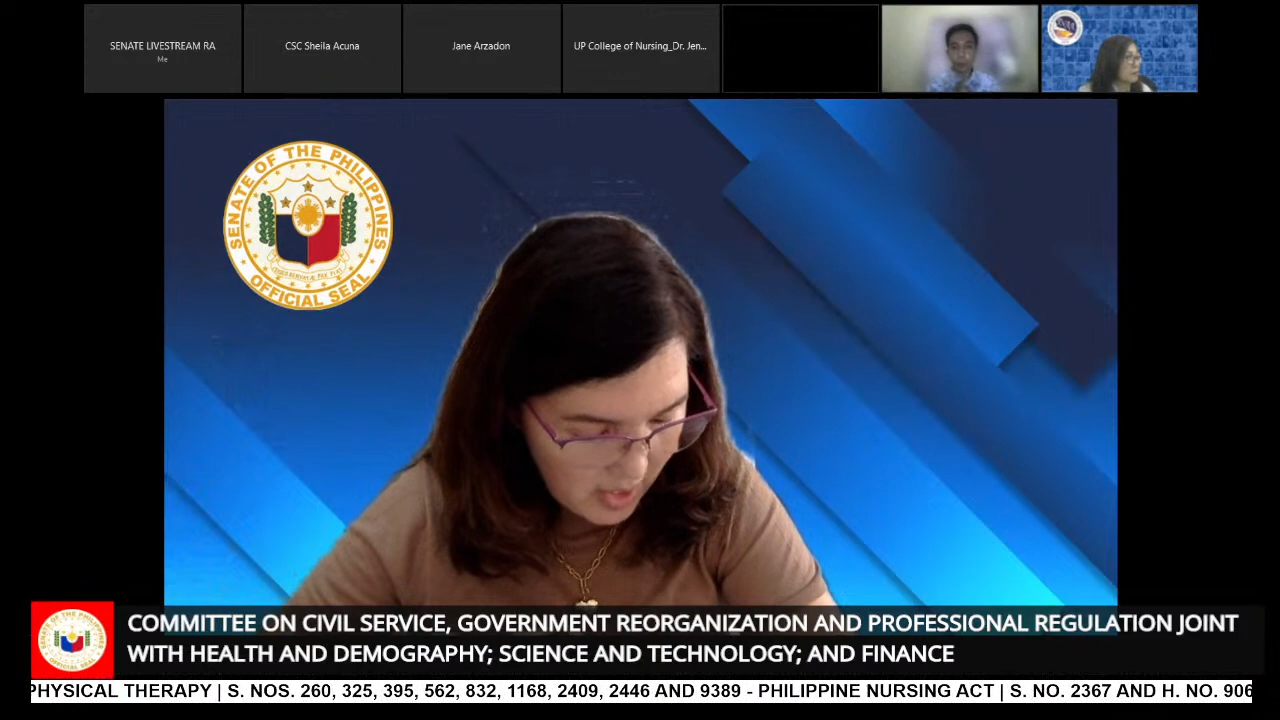 SENATE LIVESTREAM RA
Me
CSC Sheila Acuna
Jane Arzadon
UP College of Nursing_Dr. Jen...
SENATE OF THE PHILIPPINES
OFFICIAL SEAL
COMMITTEE ON CIVIL SERVICE, GOVERNMENT REORGANIZATION AND PROFESSIONAL REGULATION JOINT
WITH HEALTH AND DEMOGRAPHY; SCIENCE AND TECHNOLOGY; AND FINANCE
PHYSICAL THERAPY | S. NOS. 260, 325, 395, 562, 832, 1168, 2409, 2446 AND 9389 - PHILIPPINE NURSING ACT | S. NO. 2367 AND H. NO. 906